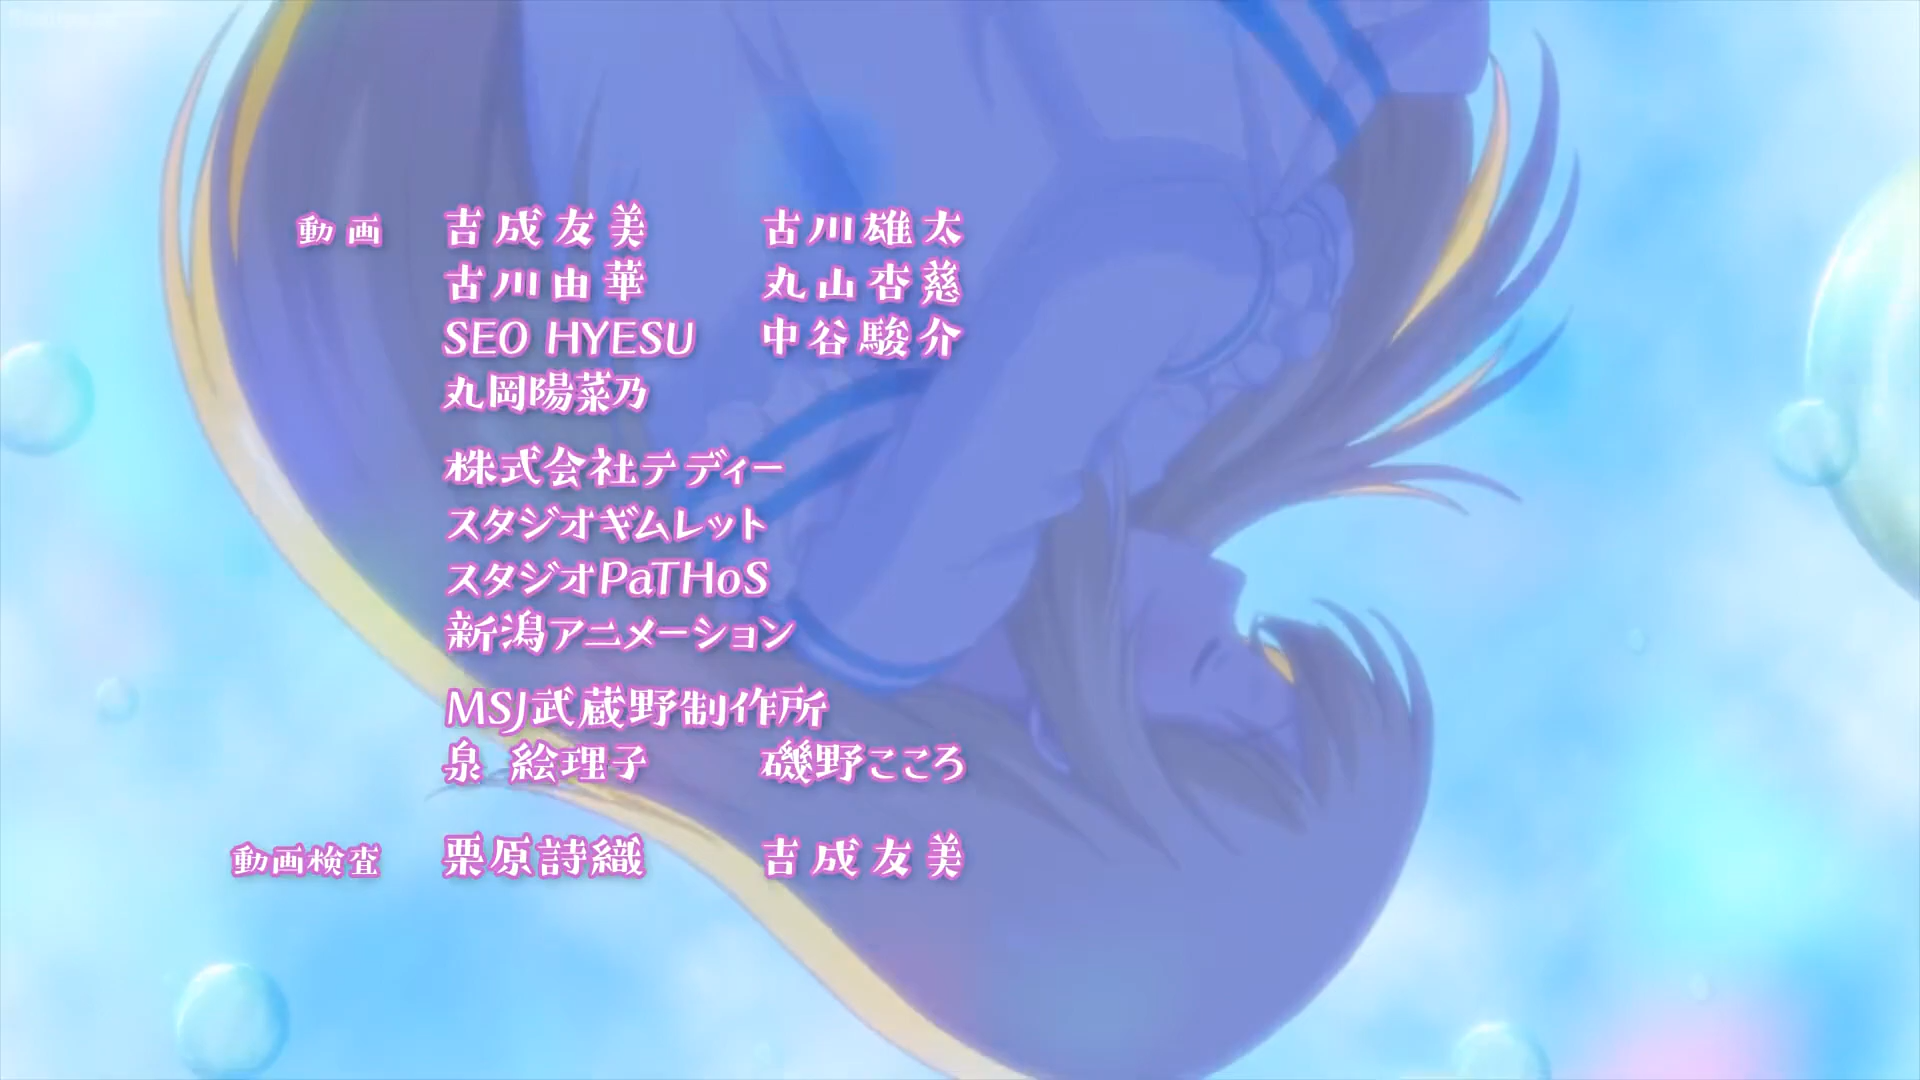 動画 吉成友美 古川雄太
古川由華 丸山杏慈
SEO HYESU 中谷駿介
丸岡陽菜乃
株式会社テディー
スタジオギムレット
スタジオPaTHoS
新潟アニメーション
MSJ武蔵野制作所
泉 絵理子 磯野こころ
動画検査 栗原詩織 吉成友美